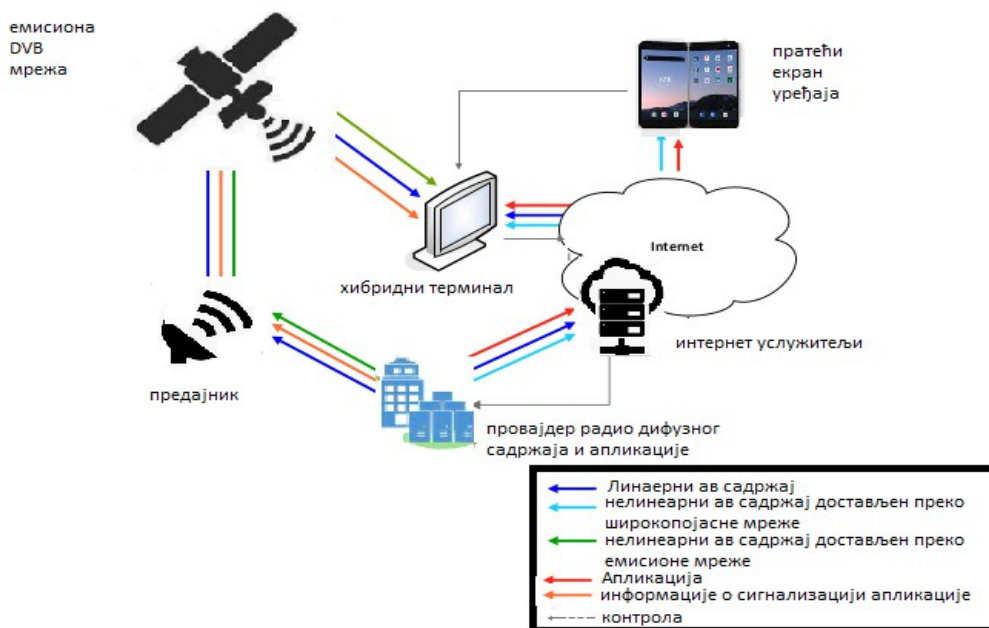 емисиона
DVB
мрежа
пратећи
екран
уређаја
Internet
хибридни терминал
интернет услужитељи
предајник
провајдер радио дифузног
садржаја и апликације
Линаерни ав садржај
нелинеарни ав садржај достављен преко
широкопојасне мреже
нелинеарни ав садржај достављен преко
емисионе мреже
Апликација
информације о сигнализацији апликације
контрола